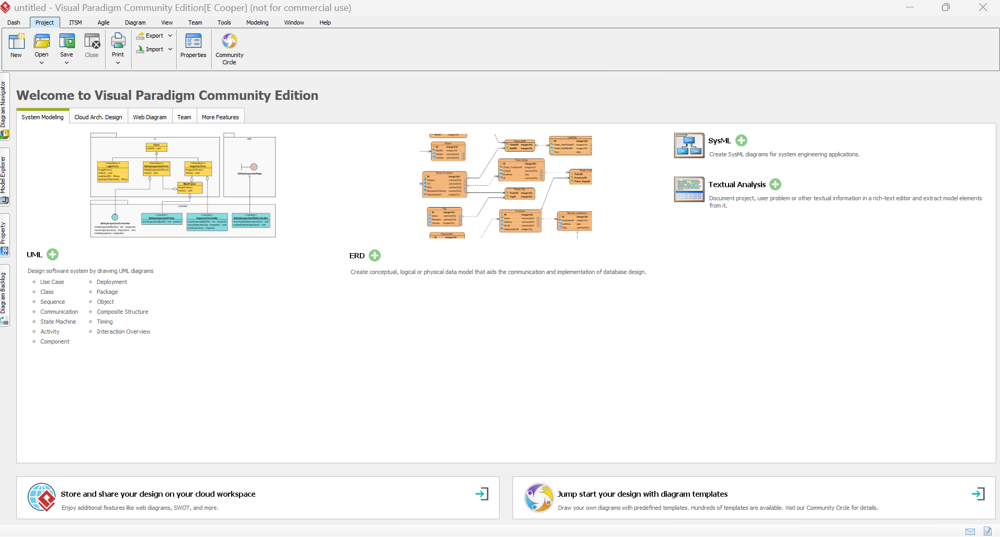 untitled - Visual Paradigm Community Edition[E Cooper] (not for commercial use)
Dash Project ITSM Agile Diagram View Team Tools Modeling Window Help
New Open Save Close Print Export Import Properties Community Circle
Diagram Navigator
Model Explorer
Property
Diagram Backlog
Welcome to Visual Paradigm Community Edition
System Modeling Cloud Arch. Design Web Diagram Team More Features
UML
Design software system by drawing UML diagrams
Use Case
Class
Sequence
Communication
State Machine
Activity
Component
Deployment
Package
Object
Composite Structure
Timing
Interaction Overview
ERD
Create conceptual, logical or physical data model that aids the communication and implementation of database design.
SysML
Create SysML diagrams for system engineering applications.
Textual Analysis
Document project, user problem or other textual information in a rich-text editor and extract model elements
from it.
Store and share your design on your cloud workspace
Enjoy additional features like web diagrams, SWOT, and more.
Jump start your design with diagram templates
Draw your own diagrams with predefined templates. Hundreds of templates are available. Visit our Community Circle for details.